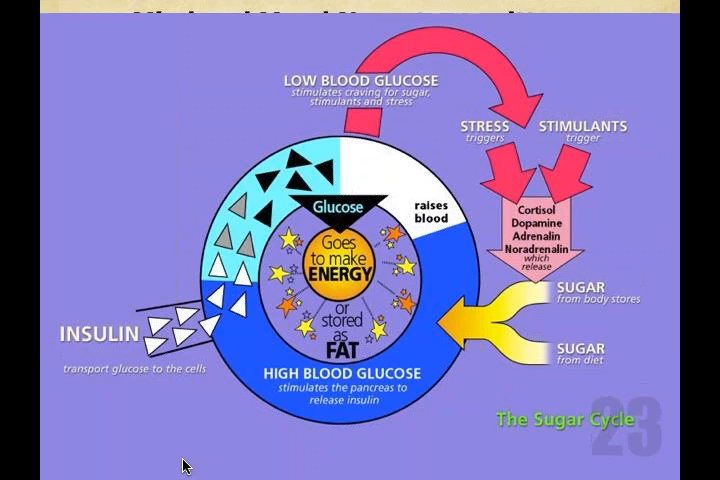 LOW BLOOD GLUCOSE
stimulates craving for sugar,
stimulants and stress
STRESS
triggers
STIMULANTS
trigger
Cortisol
Dopamine
Adrenalin
Noradrenalin
which
release
raises
blood
Glucose
Goes
to make
ENERGY
or
stored
as
FAT
SUGAR
from body stores
SUGAR
from diet
INSULIN
transport glucose to the cells
HIGH BLOOD GLUCOSE
stimulates the pancreas to
release insulin
The Sugar Cycle
23